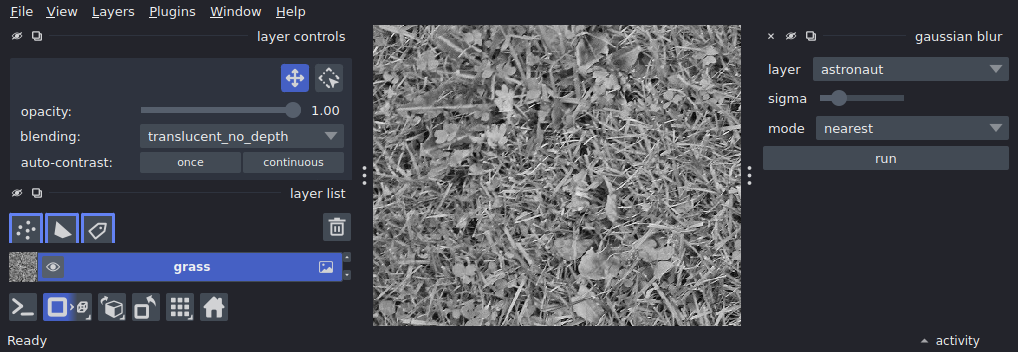 File View Layers Plugins Window Help
layer controls
opacity: 1.00
blending: translucent_no_depth
auto-contrast: once continuous
layer list
grass
Ready
gaussian blur
layer astronaut
sigma
mode nearest
run
activity